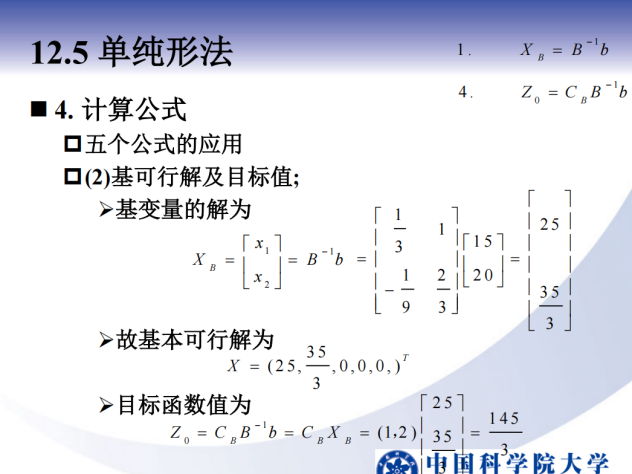 12.5 单纯形法
1. X_B = B^{-1}b
4. Z_0 = C_B B^{-1}b
■ 4. 计算公式
五个公式的应用
(2)基可行解及目标值;
➢基变量的解为
X_B = [x_1; x_2] = B^{-1}b = [1/3 1; -1/9 2/3][15; 20] = [25; 35/3]
➢故基本可行解为
X = (25, 35/3, 0, 0, 0,)^T
➢目标函数值为
Z_0 = C_B B^{-1}b = C_B X_B = (1,2)[25; 35/3] = 145/3
中国科学院大学